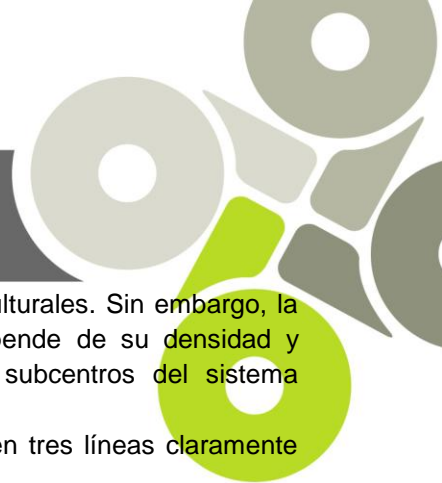 ulturales. Sin embargo, la
pende de su densidad y
subcentros del sistema
en tres líneas claramente